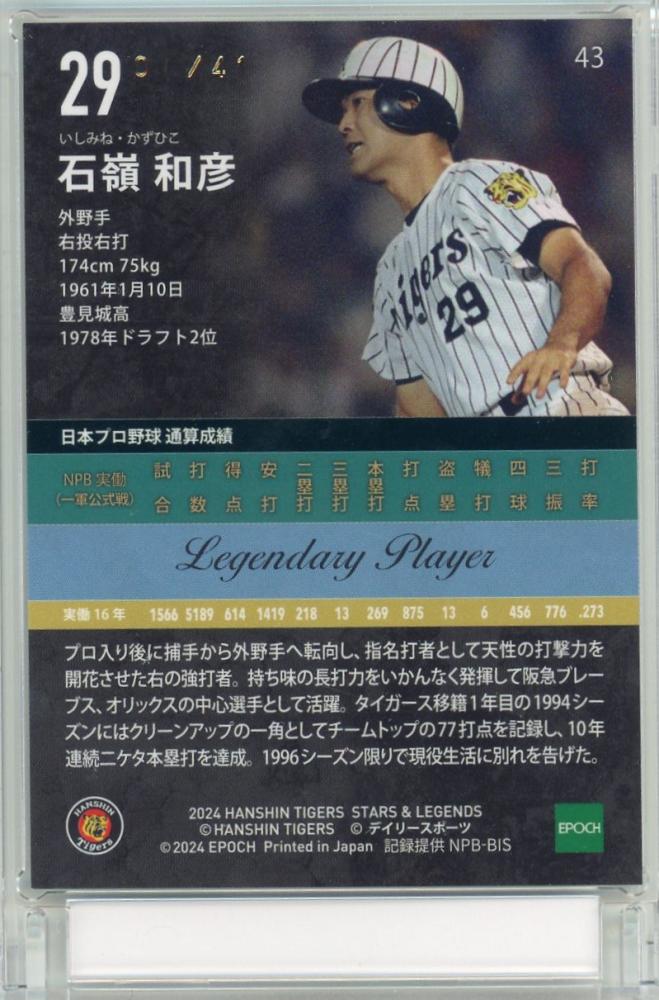 29
43
いしみね・かずひこ
石嶺 和彦
外野手
右投右打
174cm 75kg
1961年1月10日
豊見城高
1978年ドラフト2位
Tigers
29
日本プロ野球 通算成績
NPB 実働
(一軍公式戦)
試合 打数 得点 安打 二塁打 三塁打 本塁打 打点 盗塁 犠打 四球 三振 打率
Legendary Player
実働 16 年 1566 5189 614 1419 218 13 269 875 13 6 456 776 .273
プロ入り後に捕手から外野手へ転向し、指名打者として天性の打撃力を
開花させた右の強打者。持ち味の長打力をいかんなく発揮して阪急ブレー
ブス、オリックスの中心選手として活躍。タイガース移籍1年目の1994シー
ズンにはクリーンアップの一角としてチームトップの77打点を記録し、10年
連続二ケタ本塁打を達成。1996シーズン限りで現役生活に別れを告げた。
HANSHIN
Tigers
2024 HANSHIN TIGERS STARS & LEGENDS
©HANSHIN TIGERS © デイリースポーツ
©2024 EPOCH Printed in Japan 記録提供 NPB-BIS
EPOCH